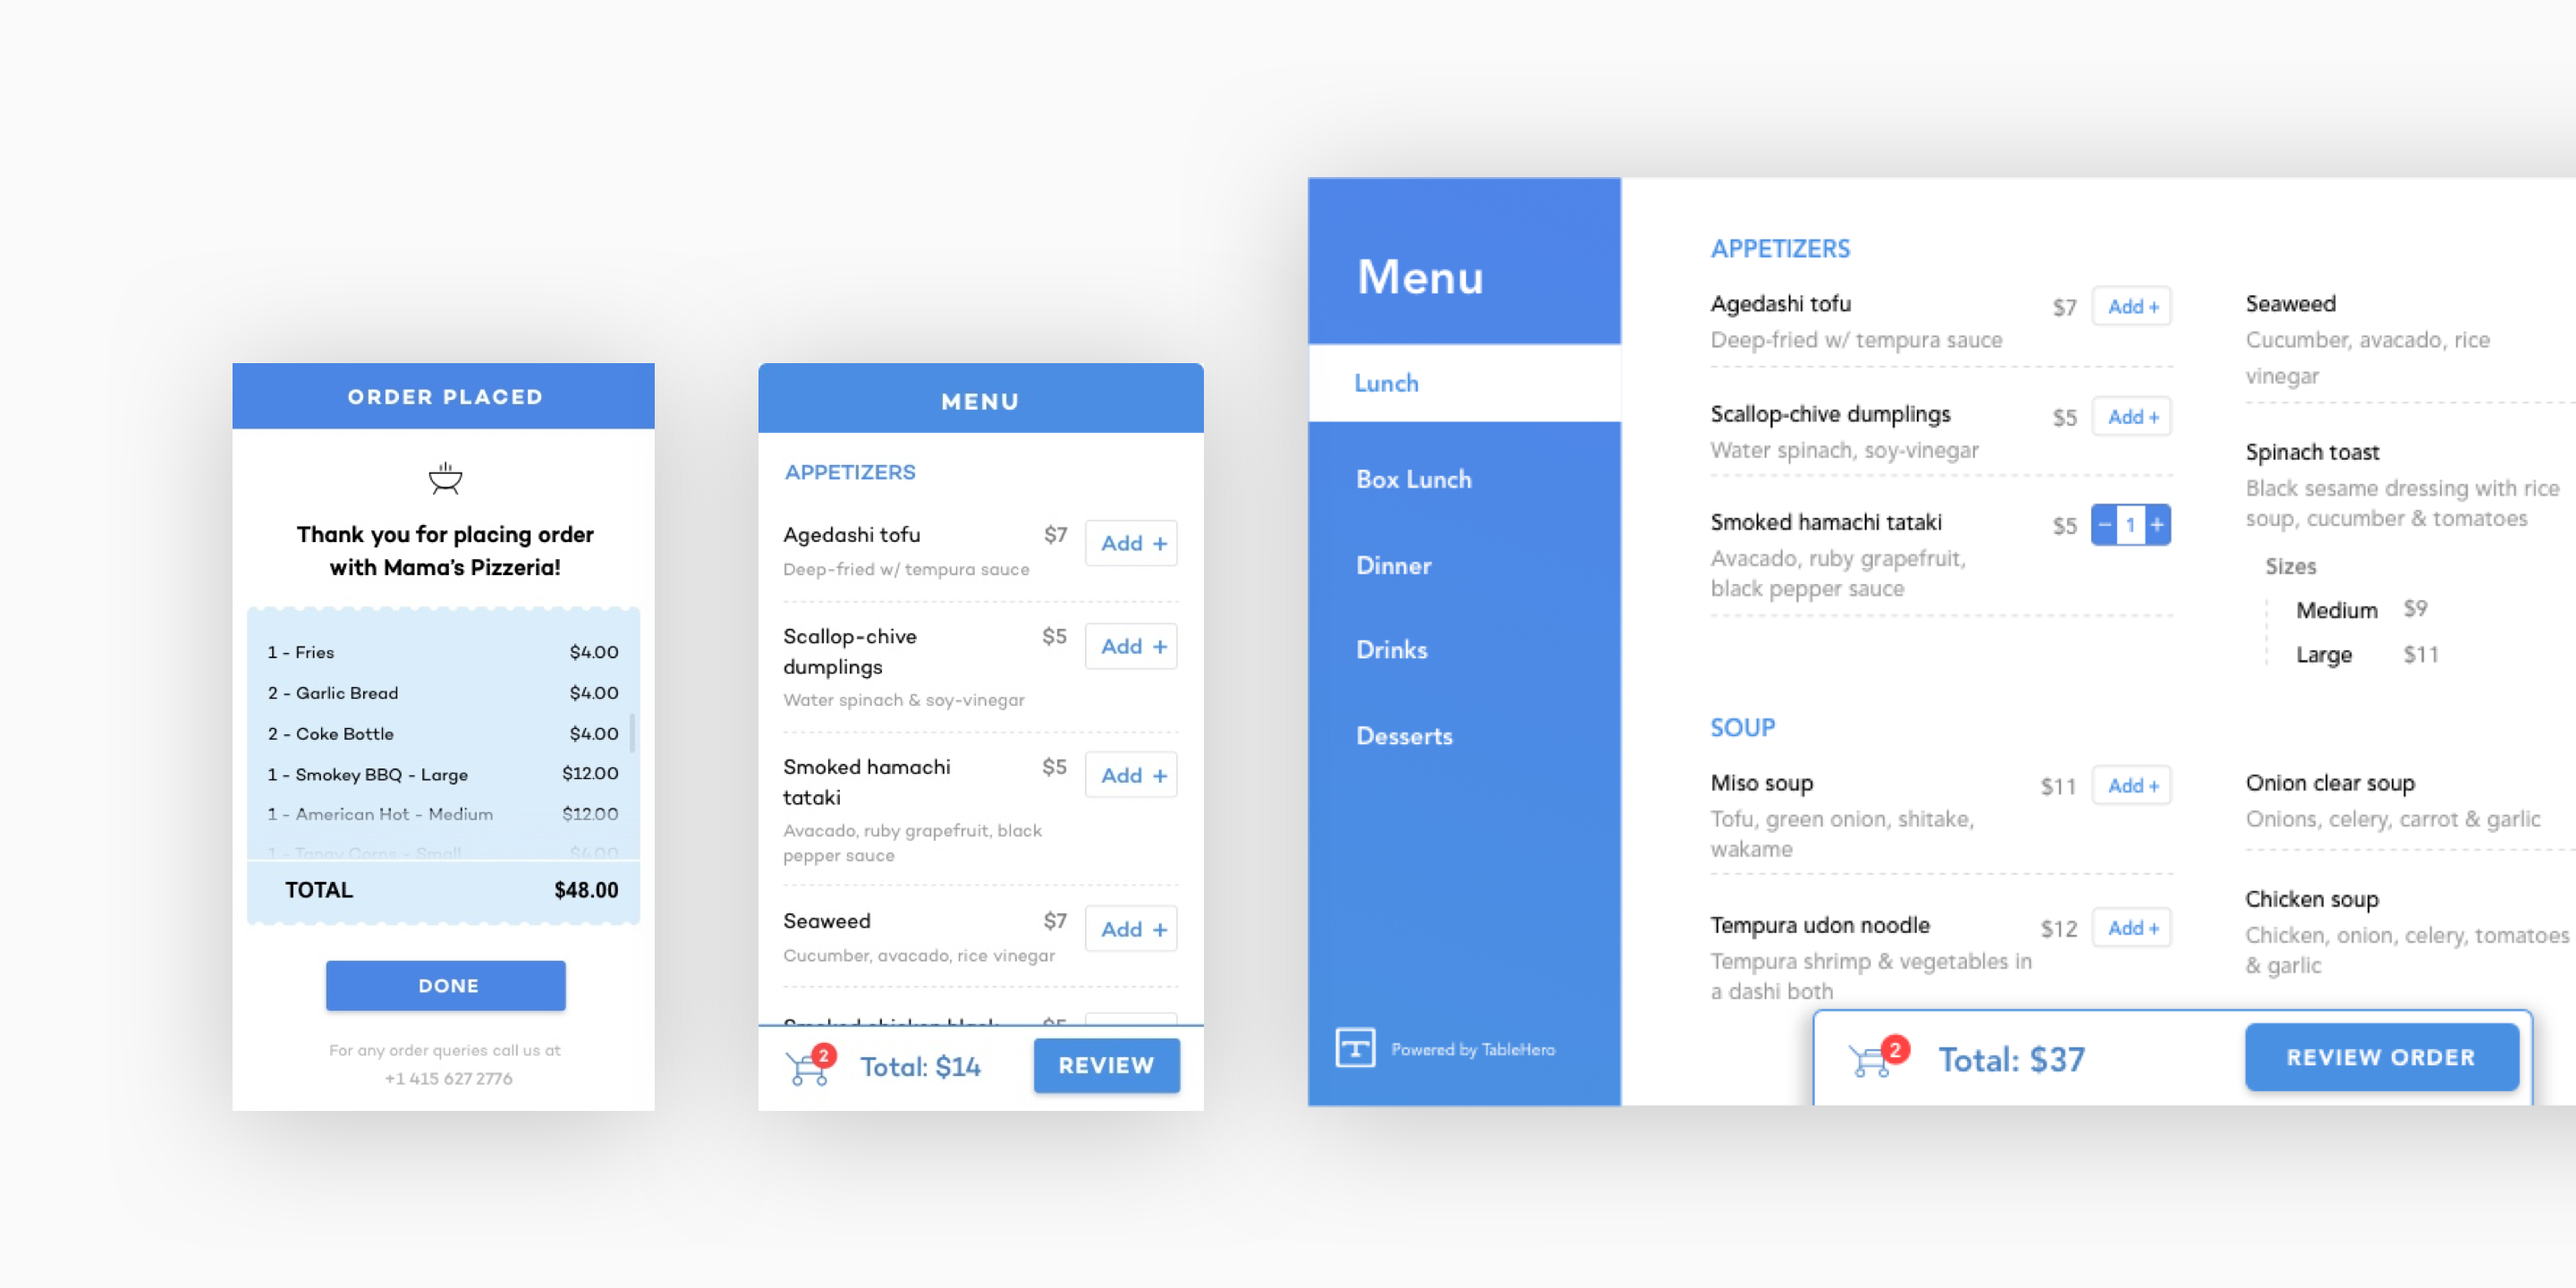 ORDER PLACED
Thank you for placing order
with Mama's Pizzeria!
1 - Fries $4.00
2 - Garlic Bread $4.00
2 - Coke Bottle $4.00
1 - Smokey BBQ - Large $12.00
1 - American Hot - Medium $12.00
1 - Tangy Corns - Small $4.00
TOTAL $48.00
DONE
For any order queries call us at
+1 415 627 2776
MENU
APPETIZERS
Agedashi tofu $7 Add +
Deep-fried w/ tempura sauce
Scallop-chive $5 Add +
dumplings
Water spinach & soy-vinegar
Smoked hamachi $5 Add +
tataki
Avacado, ruby grapefruit, black
pepper sauce
Seaweed $7 Add +
Cucumber, avacado, rice vinegar
Smoked chicken black $5
2 Total: $14 REVIEW
Menu
Lunch
Box Lunch
Dinner
Drinks
Desserts
T Powered by TableHero
APPETIZERS
Agedashi tofu $7 Add +
Deep-fried w/ tempura sauce
Scallop-chive dumplings $5 Add +
Water spinach, soy-vinegar
Smoked hamachi tataki $5 − 1 +
Avacado, ruby grapefruit,
black pepper sauce
Seaweed
Cucumber, avacado, rice
vinegar
Spinach toast
Black sesame dressing with rice
soup, cucumber & tomatoes
Sizes
Medium $9
Large $11
SOUP
Miso soup $11 Add +
Tofu, green onion, shitake,
wakame
Tempura udon noodle $12 Add +
Tempura shrimp & vegetables in
a dashi both
Onion clear soup
Onions, celery, carrot & garlic
Chicken soup
Chicken, onion, celery, tomatoes
& garlic
2 Total: $37 REVIEW ORDER